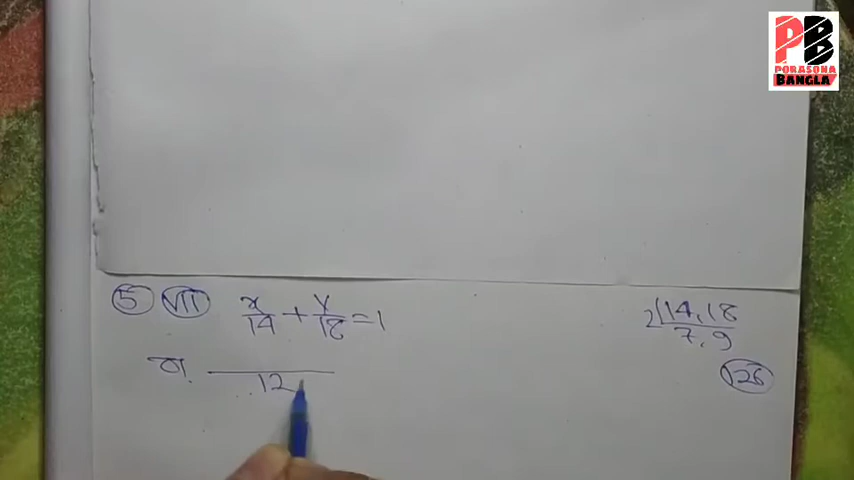 PB
PORASONA
BANGLA
5 VII x/14 + y/18 = 1
2 14, 18
7, 9
126
বা,
12